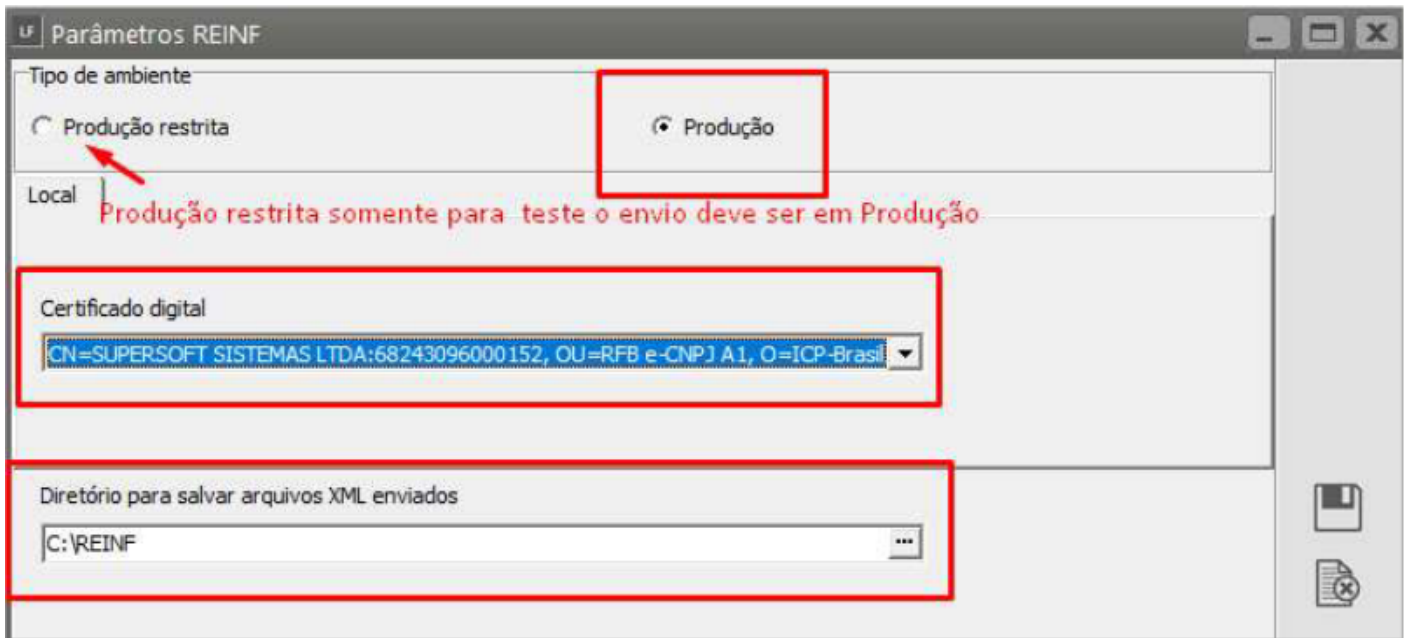 LF Parâmetros REINF
Tipo de ambiente
Produção restrita
Produção
Local
Produção restrita somente para teste o envio deve ser em Produção
Certificado digital
CN=SUPERSOFT SISTEMAS LTDA:68243096000152, OU=RFB e-CNPJ A1, O=ICP-Brasil
Diretório para salvar arquivos XML enviados
C:\REINF
...